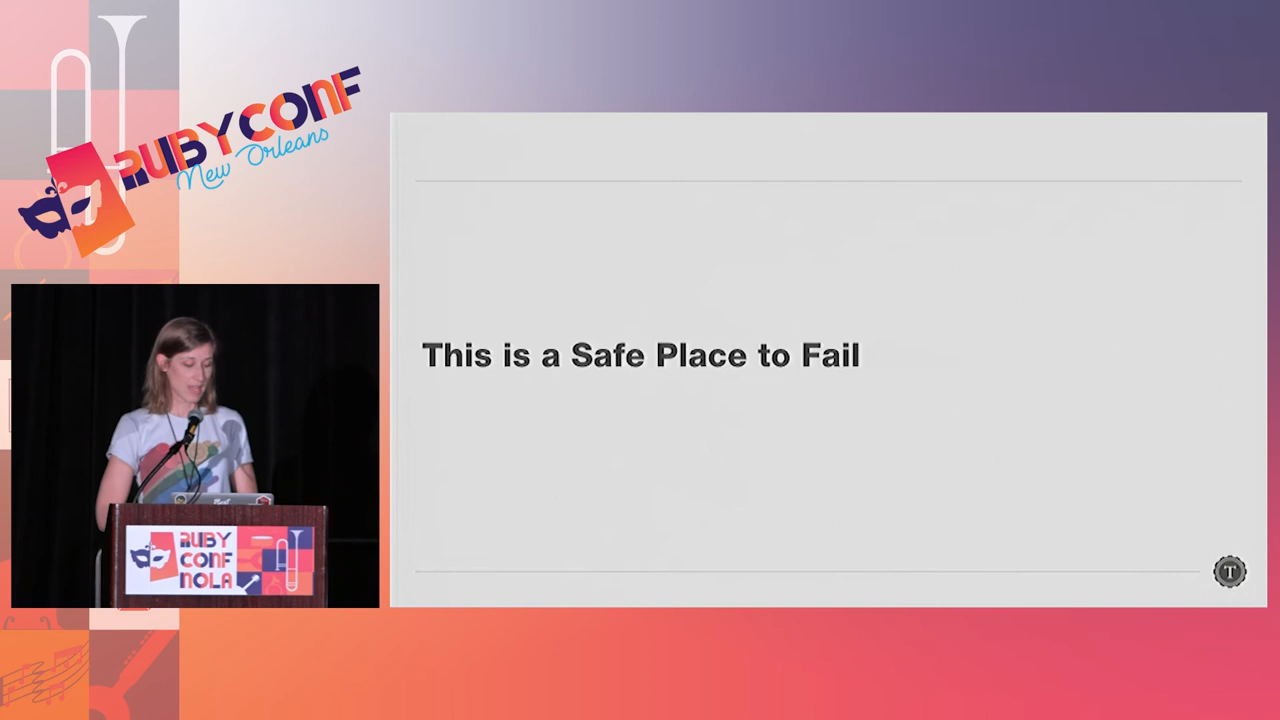 RUBYCONF
New Orleans
This is a Safe Place to Fail
T
RUBY
CONF
NOLA